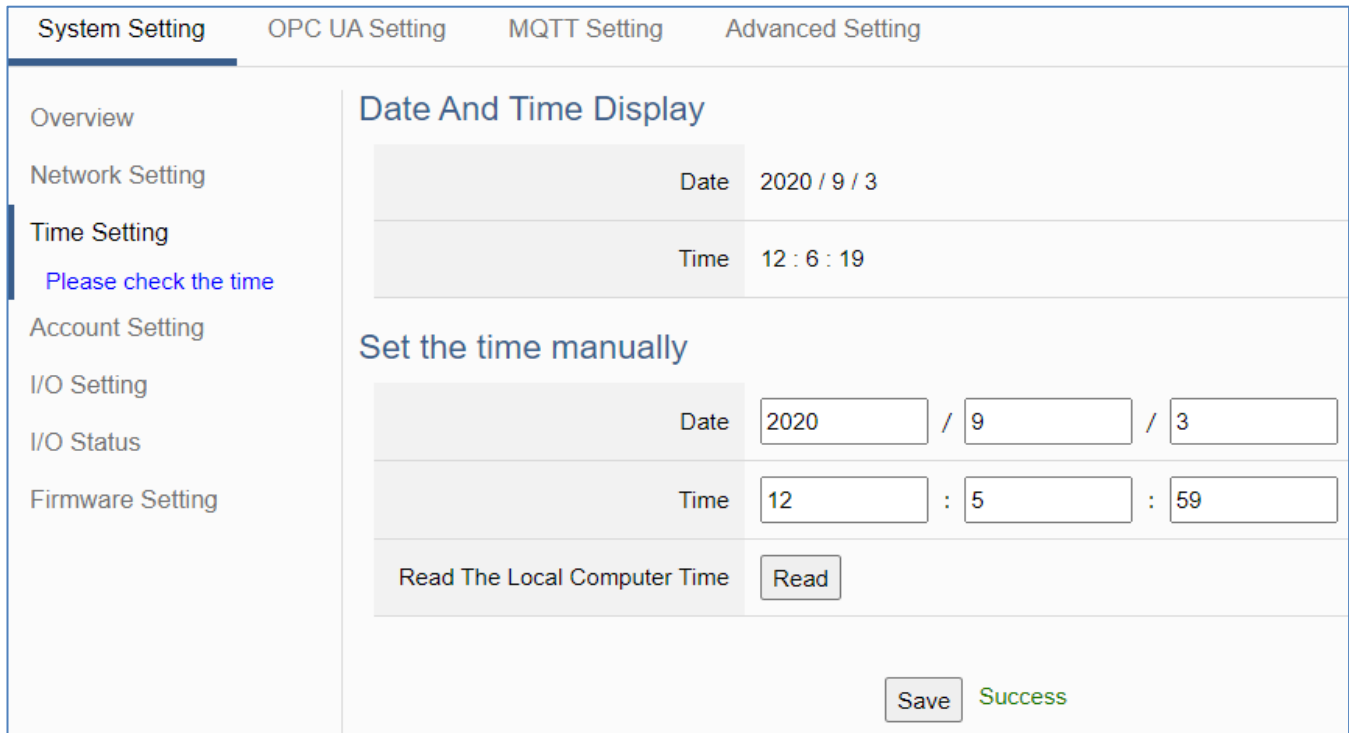 System Setting OPC UA Setting MQTT Setting Advanced Setting
Overview
Network Setting
Time Setting
Please check the time
Account Setting
I/O Setting
I/O Status
Firmware Setting
Date And Time Display
Date 2020 / 9 / 3
Time 12 : 6 : 19
Set the time manually
Date 2020 / 9 / 3
Time 12 : 5 : 59
Read The Local Computer Time Read
Save Success